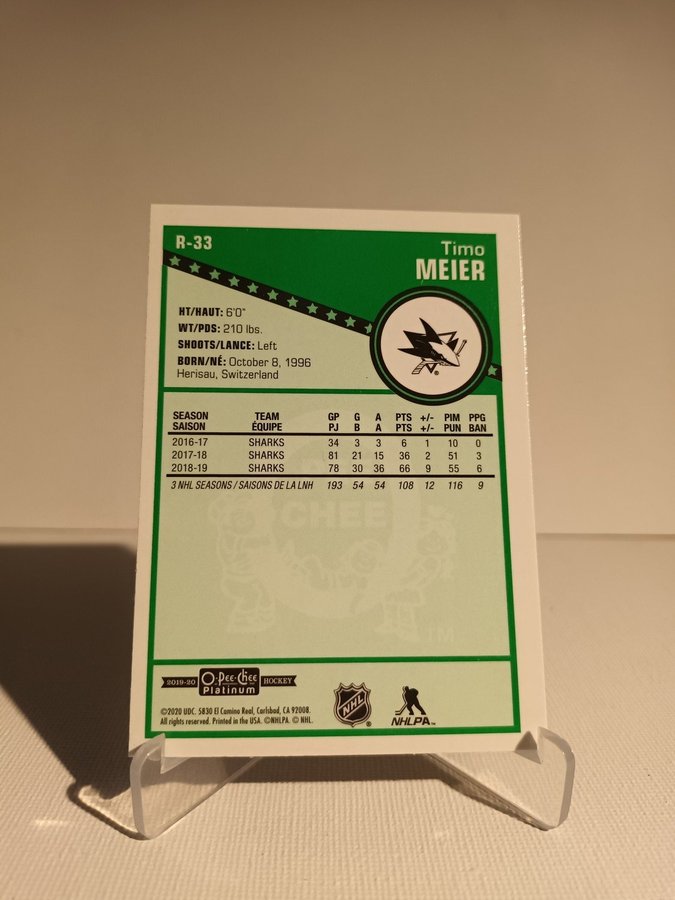 R-33
Timo
MEIER
HT/HAUT: 6'0"
WT/PDS: 210 lbs.
SHOOTS/LANCE: Left
BORN/NÉ: October 8, 1996
Herisau, Switzerland
SEASON TEAM GP G A PTS +/- PIM PPG
SAISON ÉQUIPE PJ B A PTS +/- PUN BAN
2016-17 SHARKS 34 3 3 6 1 10 0
2017-18 SHARKS 81 21 15 36 2 51 3
2018-19 SHARKS 78 30 36 66 9 55 6
3 NHL SEASONS / SAISONS DE LA LNH 193 54 54 108 12 116 9
CHEE
TM
2019-20 O-Pee-Chee HOCKEY
Platinum
NHL
NHLPA
©2020 UDC. 5830 El Camino Real, Carlsbad, CA 92008.
All rights reserved. Printed in the USA. ©NHLPA. © NHL.